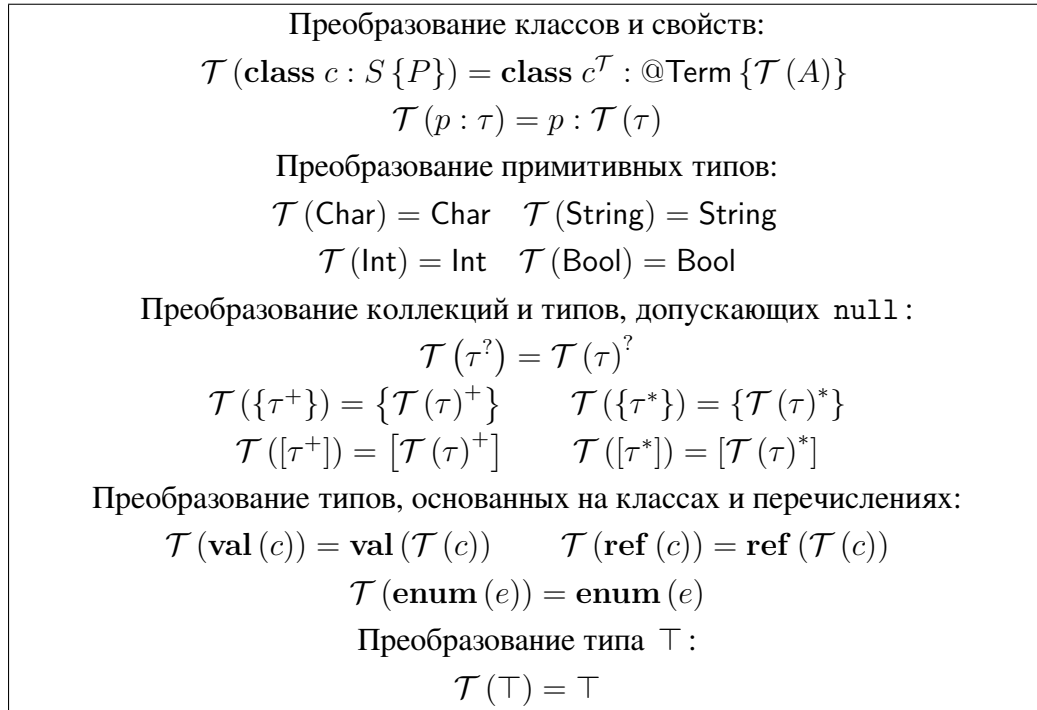 Преобразование классов и свойств:
𝒯 (class c : S {P}) = class c^𝒯 : @Term {𝒯 (A)}
𝒯 (p : τ) = p : 𝒯 (τ)
Преобразование примитивных типов:
𝒯 (Char) = Char 𝒯 (String) = String
𝒯 (Int) = Int 𝒯 (Bool) = Bool
Преобразование коллекций и типов, допускающих null:
𝒯 (τ^?) = 𝒯 (τ)^?
𝒯 ({τ^+}) = {𝒯 (τ)^+} 𝒯 ({τ^*}) = {𝒯 (τ)^*}
𝒯 ([τ^+]) = [𝒯 (τ)^+] 𝒯 ([τ^*]) = [𝒯 (τ)^*]
Преобразование типов, основанных на классах и перечислениях:
𝒯 (val (c)) = val (𝒯 (c)) 𝒯 (ref (c)) = ref (𝒯 (c))
𝒯 (enum (e)) = enum (e)
Преобразование типа ⊤:
𝒯 (⊤) = ⊤